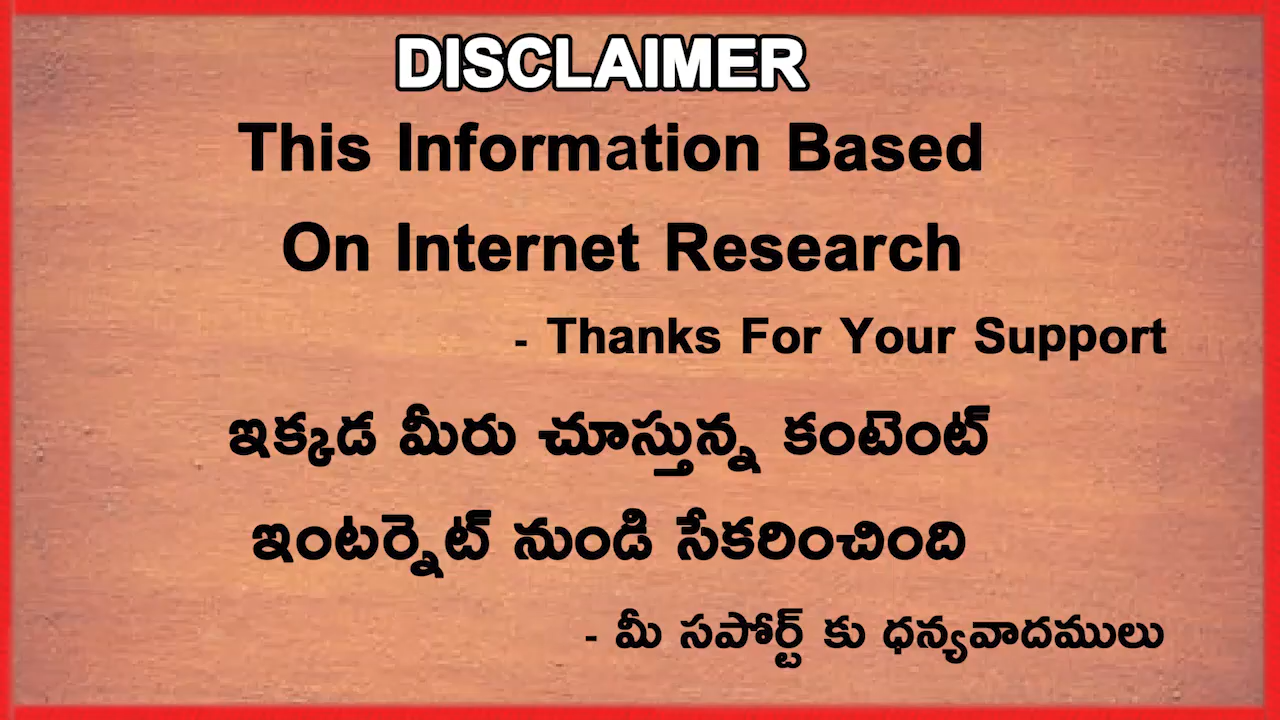 DISCLAIMER
This Information Based
On Internet Research
- Thanks For Your Support
ఇక్కడ మీరు చూస్తున్న కంటెంట్
ఇంటర్నెట్ నుండి సేకరించింది
- మీ సపోర్ట్ కు ధన్యవాదములు